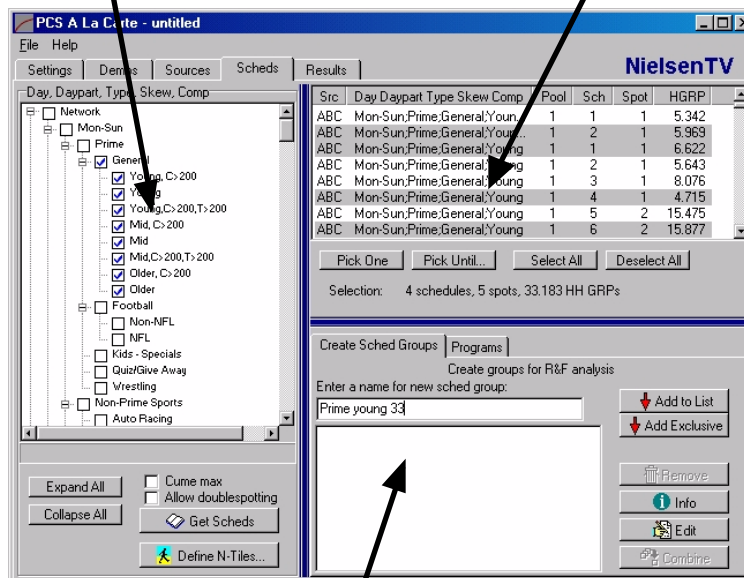 PCS A La Carte - untitled
File Help
Settings Demos Sources Scheds Results NielsenTV
Day, Daypart, Type, Skew, Comp
Network
Mon-Sun
Prime
General
Young, C>200
Young
Young,C>200,T>200
Mid, C>200
Mid
Mid,C>200,T>200
Older, C>200
Older
Football
Non-NFL
NFL
Kids - Specials
Quiz/Give Away
Wrestling
Non-Prime Sports
Auto Racing
Expand All
Collapse All
Cume max
Allow doublespotting
Get Scheds
Define N-Tiles...
Src Day Daypart Type Skew Comp Pool Sch Spot HGRP
ABC Mon-Sun;Prime;General;Youn... 1 1 1 5.342
ABC Mon-Sun;Prime;General;Youn... 1 2 1 5.969
ABC Mon-Sun;Prime;General;Young 1 1 1 6.622
ABC Mon-Sun;Prime;General;Young 1 2 1 5.643
ABC Mon-Sun;Prime;General;Young 1 3 1 8.076
ABC Mon-Sun;Prime;General;Young 1 4 1 4.715
ABC Mon-Sun;Prime;General;Young 1 5 2 15.475
ABC Mon-Sun;Prime;General;Young 1 6 2 15.877
Pick One Pick Until... Select All Deselect All
Selection: 4 schedules, 5 spots, 33.183 HH GRPs
Create Sched Groups Programs
Create groups for R&F analysis
Enter a name for new sched group:
Prime young 33
Add to List
Add Exclusive
Remove
Info
Edit
Combine